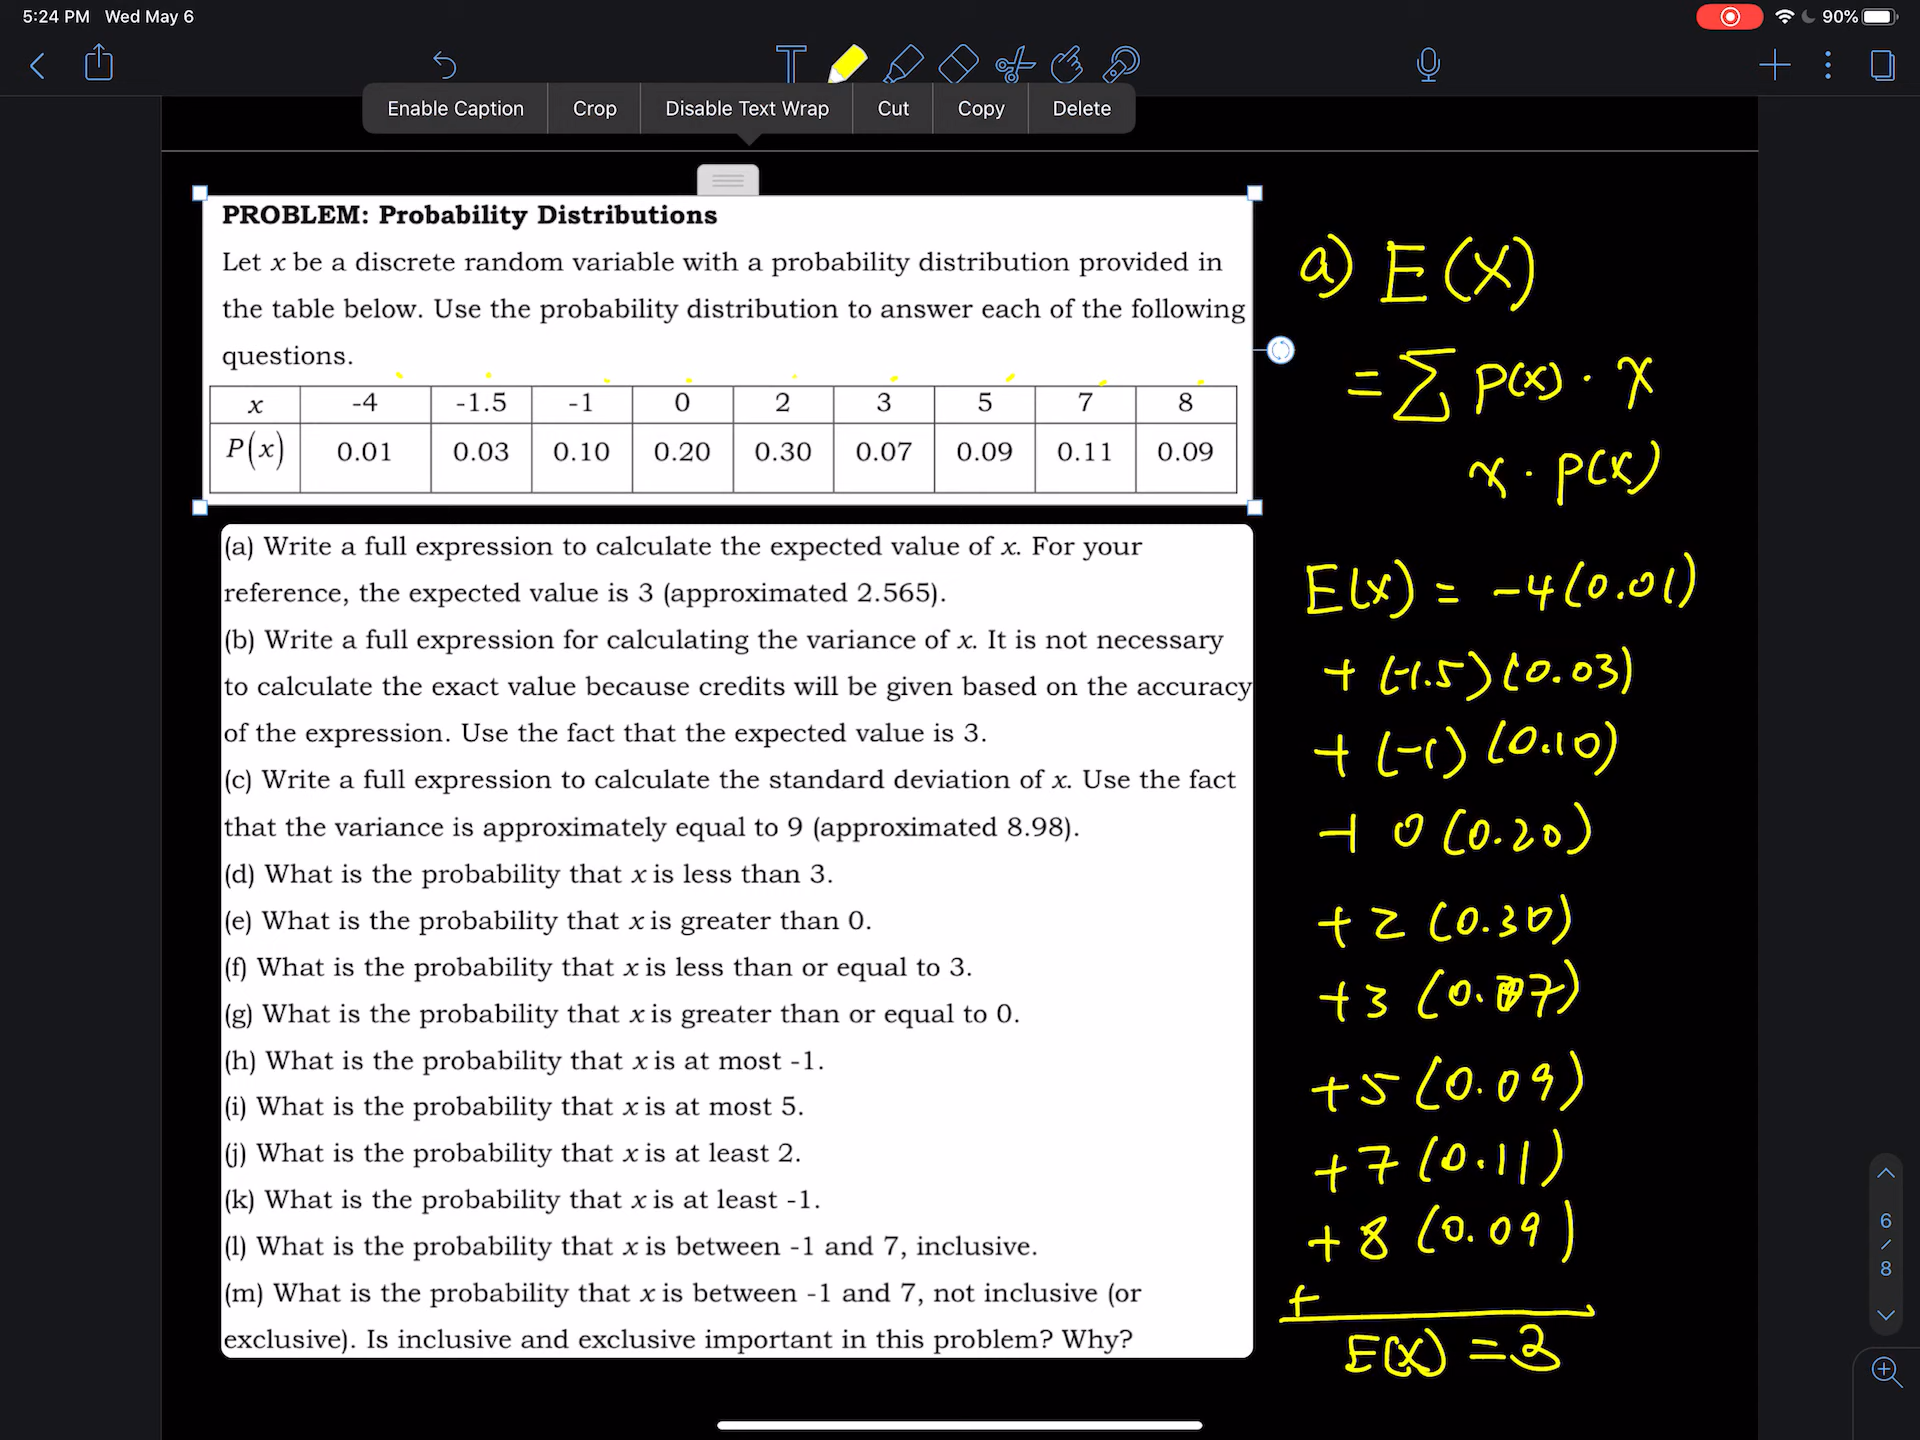 5:24 PM Wed May 6
90%
Enable Caption Crop Disable Text Wrap Cut Copy Delete
PROBLEM: Probability Distributions
Let x be a discrete random variable with a probability distribution provided in
the table below. Use the probability distribution to answer each of the following
questions.
x -4 -1.5 -1 0 2 3 5 7 8
P(x) 0.01 0.03 0.10 0.20 0.30 0.07 0.09 0.11 0.09
(a) Write a full expression to calculate the expected value of x. For your
reference, the expected value is 3 (approximated 2.565).
(b) Write a full expression for calculating the variance of x. It is not necessary
to calculate the exact value because credits will be given based on the accuracy
of the expression. Use the fact that the expected value is 3.
(c) Write a full expression to calculate the standard deviation of x. Use the fact
that the variance is approximately equal to 9 (approximated 8.98).
(d) What is the probability that x is less than 3.
(e) What is the probability that x is greater than 0.
(f) What is the probability that x is less than or equal to 3.
(g) What is the probability that x is greater than or equal to 0.
(h) What is the probability that x is at most -1.
(i) What is the probability that x is at most 5.
(j) What is the probability that x is at least 2.
(k) What is the probability that x is at least -1.
(l) What is the probability that x is between -1 and 7, inclusive.
(m) What is the probability that x is between -1 and 7, not inclusive (or
exclusive). Is inclusive and exclusive important in this problem? Why?
a) E(X)
= Σ P(x) · x
x · P(x)
E(x) = -4(0.01)
+ (-1.5)(0.03)
+ (-1)(0.10)
+ 0(0.20)
+2(0.30)
+3(0.07)
+5(0.09)
+7(0.11)
+8(0.09)
+
E(X) = 3
6
/
8